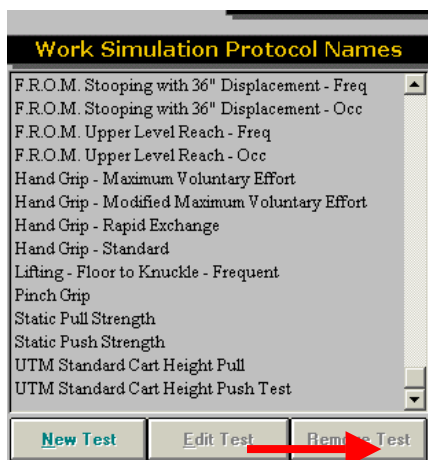 Work Simulation Protocol Names
F.R.O.M. Stooping with 36" Displacement - Freq
F.R.O.M. Stooping with 36" Displacement - Occ
F.R.O.M. Upper Level Reach - Freq
F.R.O.M. Upper Level Reach - Occ
Hand Grip - Maximum Voluntary Effort
Hand Grip - Modified Maximum Voluntary Effort
Hand Grip - Rapid Exchange
Hand Grip - Standard
Lifting - Floor to Knuckle - Frequent
Pinch Grip
Static Pull Strength
Static Push Strength
UTM Standard Cart Height Pull
UTM Standard Cart Height Push Test
New Test Edit Test Remove Test